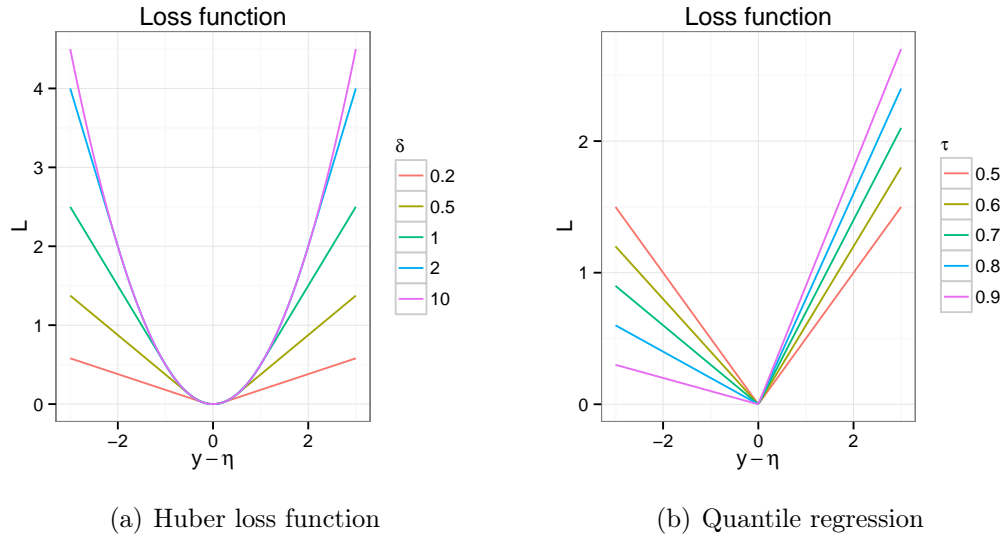 Loss function
L
4
3
2
1
0
−2
0
2
y − η
δ
0.2
0.5
1
2
10
(a) Huber loss function
Loss function
L
2
1
0
−2
0
2
y − η
τ
0.5
0.6
0.7
0.8
0.9
(b) Quantile regression